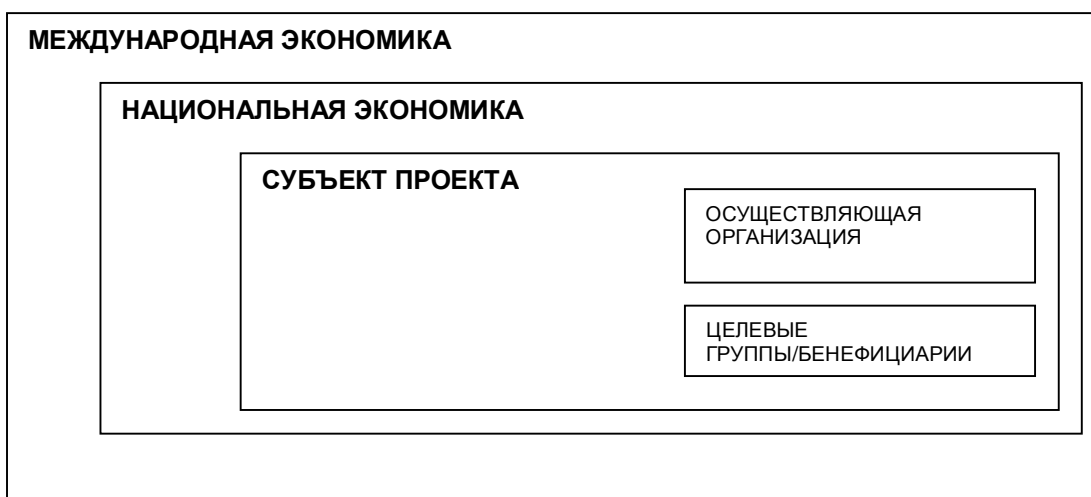 МЕЖДУНАРОДНАЯ ЭКОНОМИКА
НАЦИОНАЛЬНАЯ ЭКОНОМИКА
СУБЪЕКТ ПРОЕКТА
ОСУЩЕСТВЛЯЮЩАЯ
ОРГАНИЗАЦИЯ
ЦЕЛЕВЫЕ
ГРУППЫ/БЕНЕФИЦИАРИИ